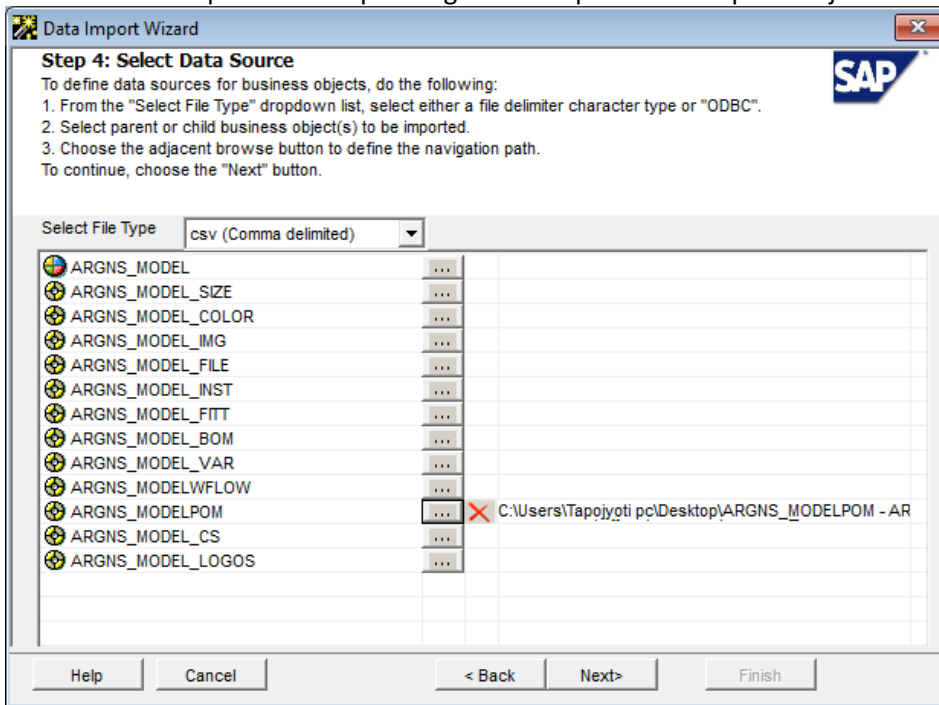 Data Import Wizard
Step 4: Select Data Source
SAP
To define data sources for business objects, do the following:
1. From the "Select File Type" dropdown list, select either a file delimiter character type or "ODBC".
2. Select parent or child business object(s) to be imported.
3. Choose the adjacent browse button to define the navigation path.
To continue, choose the "Next" button.
Select File Type csv (Comma delimited)
ARGNS_MODEL ...
ARGNS_MODEL_SIZE ...
ARGNS_MODEL_COLOR ...
ARGNS_MODEL_IMG ...
ARGNS_MODEL_FILE ...
ARGNS_MODEL_INST ...
ARGNS_MODEL_FITT ...
ARGNS_MODEL_BOM ...
ARGNS_MODEL_VAR ...
ARGNS_MODELWFLOW ...
ARGNS_MODELPOM ... C:\Users\Tapojyoti pc\Desktop\ARGNS_MODELPOM - AR
ARGNS_MODEL_CS ...
ARGNS_MODEL_LOGOS ...
Help Cancel < Back Next> Finish